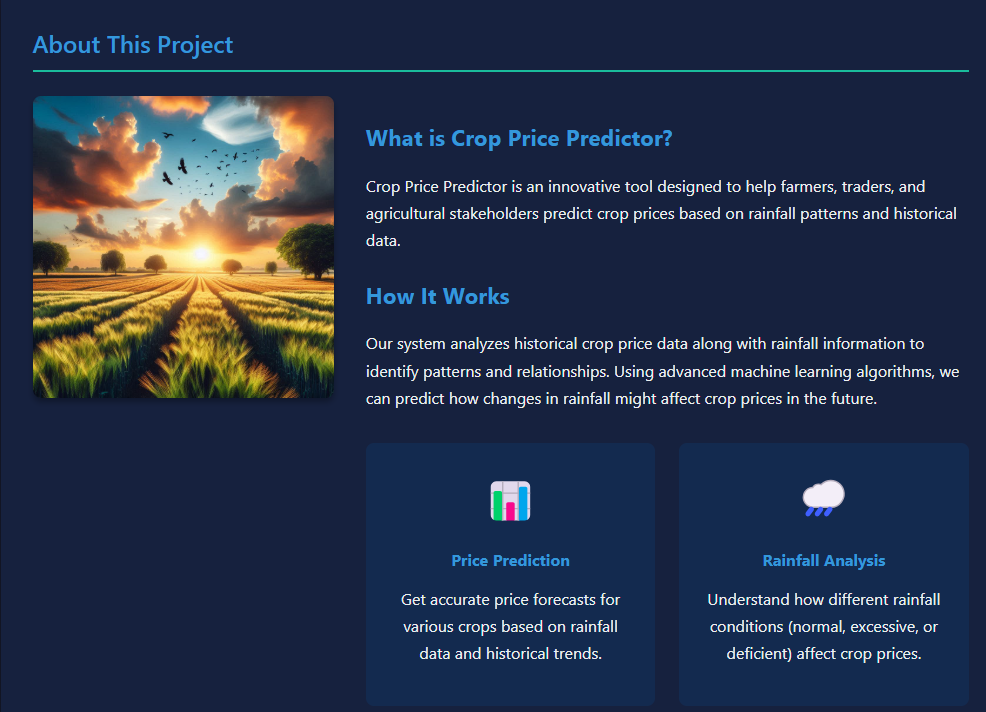 About This Project
What is Crop Price Predictor?
Crop Price Predictor is an innovative tool designed to help farmers, traders, and
agricultural stakeholders predict crop prices based on rainfall patterns and historical
data.
How It Works
Our system analyzes historical crop price data along with rainfall information to
identify patterns and relationships. Using advanced machine learning algorithms, we
can predict how changes in rainfall might affect crop prices in the future.
Price Prediction
Get accurate price forecasts for
various crops based on rainfall
data and historical trends.
Rainfall Analysis
Understand how different rainfall
conditions (normal, excessive, or
deficient) affect crop prices.